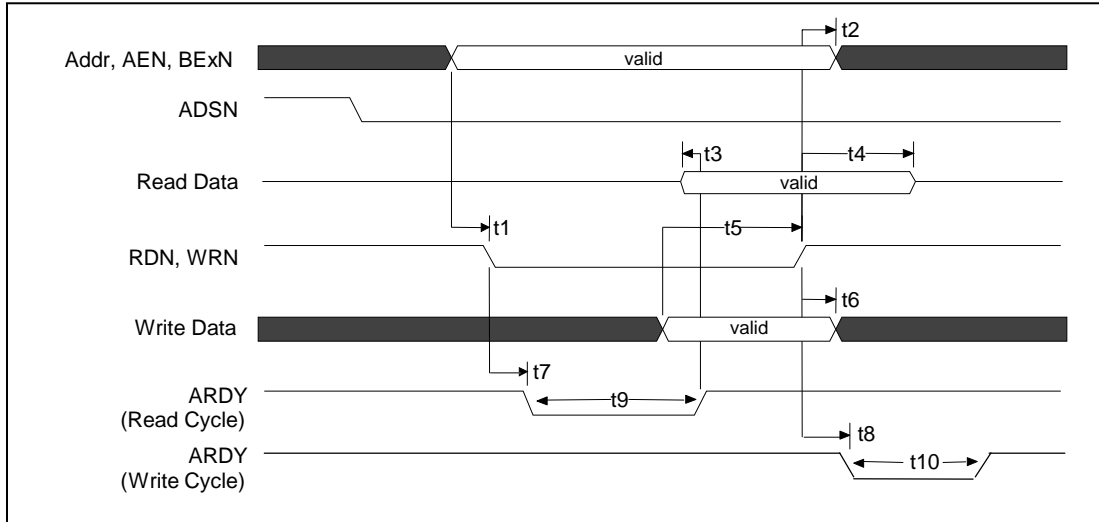 t2
Addr, AEN, BExN
valid
ADSN
t3
t4
Read Data
valid
t1
t5
RDN, WRN
t6
Write Data
valid
t7
ARDY
(Read Cycle)
t9
t8
ARDY
(Write Cycle)
t10